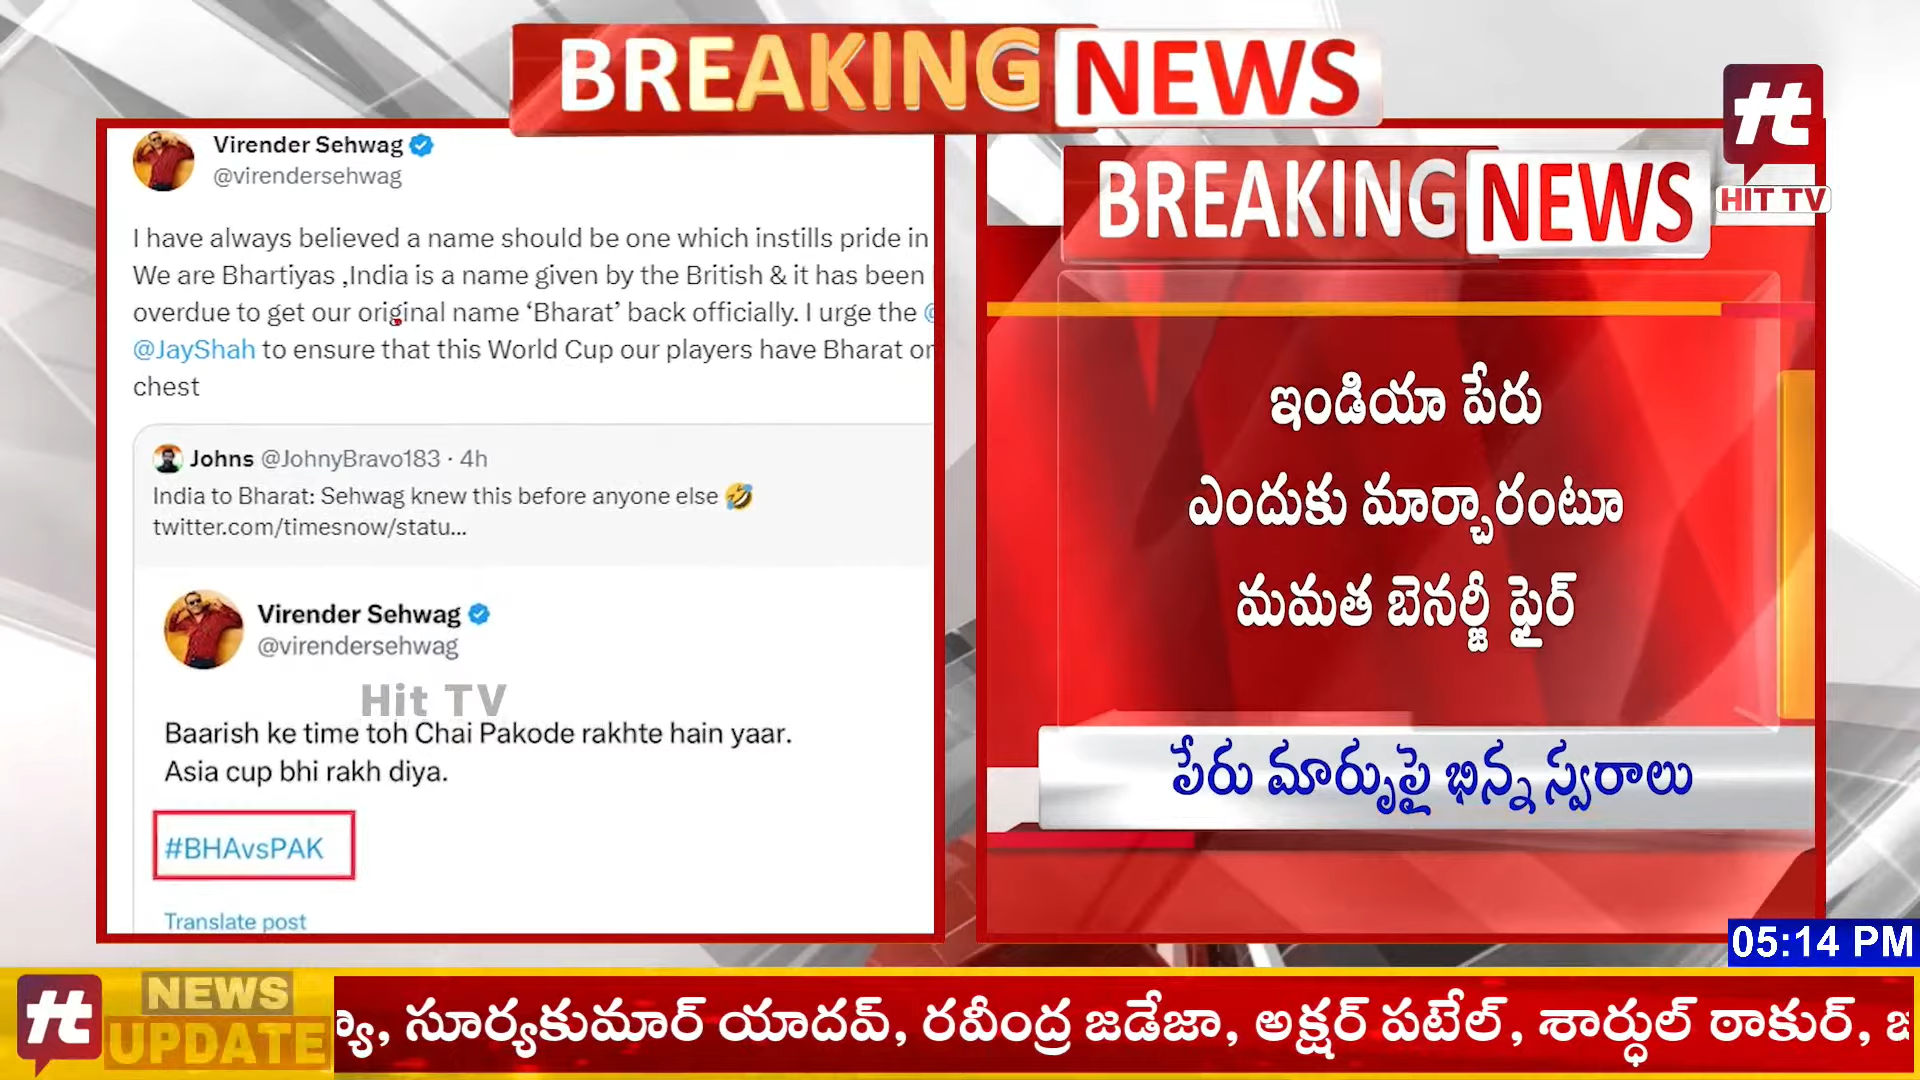 BREAKING NEWS
Virender Sehwag
@virendersehwag
I have always believed a name should be one which instills pride in
We are Bhartiyas ,India is a name given by the British & it has been
overdue to get our original name ‘Bharat’ back officially. I urge the @
@JayShah to ensure that this World Cup our players have Bharat on
chest
Johns @JohnyBravo183 · 4h
India to Bharat: Sehwag knew this before anyone else 🤣
twitter.com/timesnow/statu...
Virender Sehwag
@virendersehwag
Hit TV
Baarish ke time toh Chai Pakode rakhte hain yaar.
Asia cup bhi rakh diya.
#BHAvsPAK
Translate post
HIT TV
BREAKING NEWS
ఇండియా పేరు
ఎందుకు మార్చారంటూ
మమత బెనర్జీ ఫైర్
పేరు మార్పుపై భిన్న స్వరాలు
05:14 PM
NEWS
UPDATE
సూర్యకుమార్ యాదవ్, రవీంద్ర జడేజా, అక్షర్ పటేల్, శార్ధుల్ ఠాకుర్,